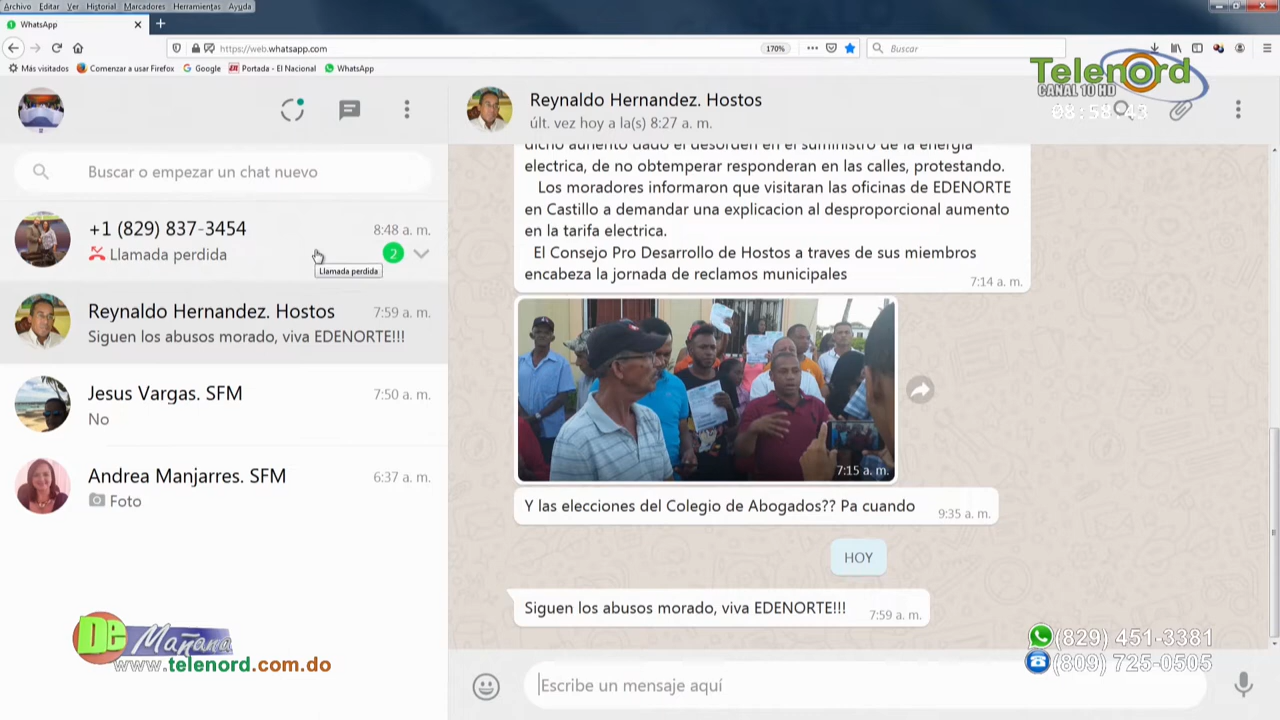 Archivo Editar Ver Historial Marcadores Herramientas Ayuda
WhatsApp
https://web.whatsapp.com
170%
Buscar
Más visitados Comenzar a usar Firefox Google Portada - El Nacional WhatsApp
Telenord
CANAL 10 HD
08:58:43
Reynaldo Hernandez. Hostos
últ. vez hoy a la(s) 8:27 a. m.
Buscar o empezar un chat nuevo
+1 (829) 837-3454
8:48 a. m.
Llamada perdida
2
Llamada perdida
Reynaldo Hernandez. Hostos
7:59 a. m.
Siguen los abusos morado, viva EDENORTE!!!
Jesus Vargas. SFM
7:50 a. m.
No
Andrea Manjarres. SFM
6:37 a. m.
Foto
dicho aumento dado el desorden en el suministro de la energia
electrica, de no obtemperar responderan en las calles, protestando.
Los moradores informaron que visitaran las oficinas de EDENORTE
en Castillo a demandar una explicacion al desproporcional aumento
en la tarifa electrica.
El Consejo Pro Desarrollo de Hostos a traves de sus miembros
encabeza la jornada de reclamos municipales
7:14 a. m.
7:15 a. m.
Y las elecciones del Colegio de Abogados?? Pa cuando
9:35 a. m.
HOY
Siguen los abusos morado, viva EDENORTE!!!
7:59 a. m.
Escribe un mensaje aquí
De Mañana
www.telenord.com.do
(829) 451-3381
(809) 725-0505